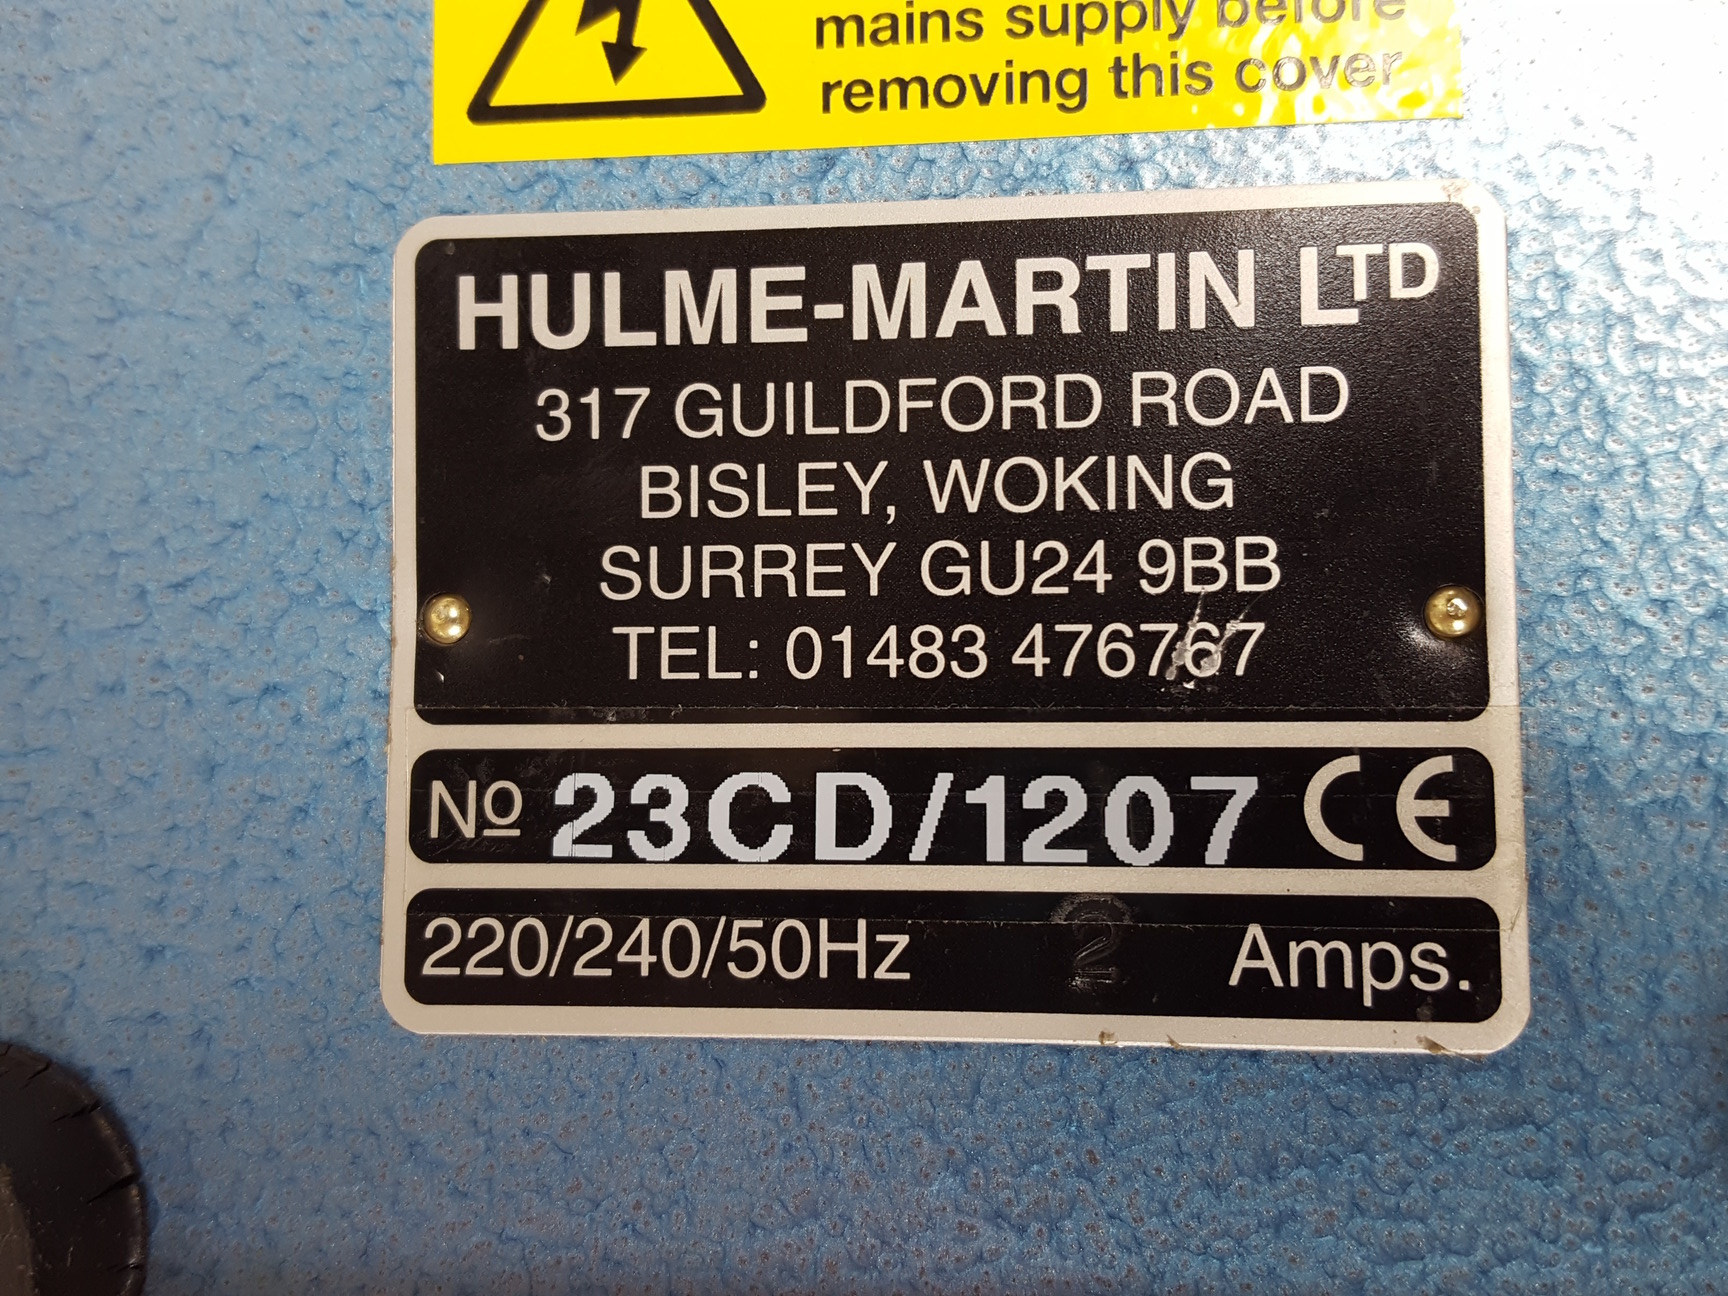 mains supply before
removing this cover
HULME-MARTIN LTD
317 GUILDFORD ROAD
BISLEY, WOKING
SURREY GU24 9BB
TEL: 01483 476767
No 23CD/1207 CE
220/240/50Hz 2 Amps.